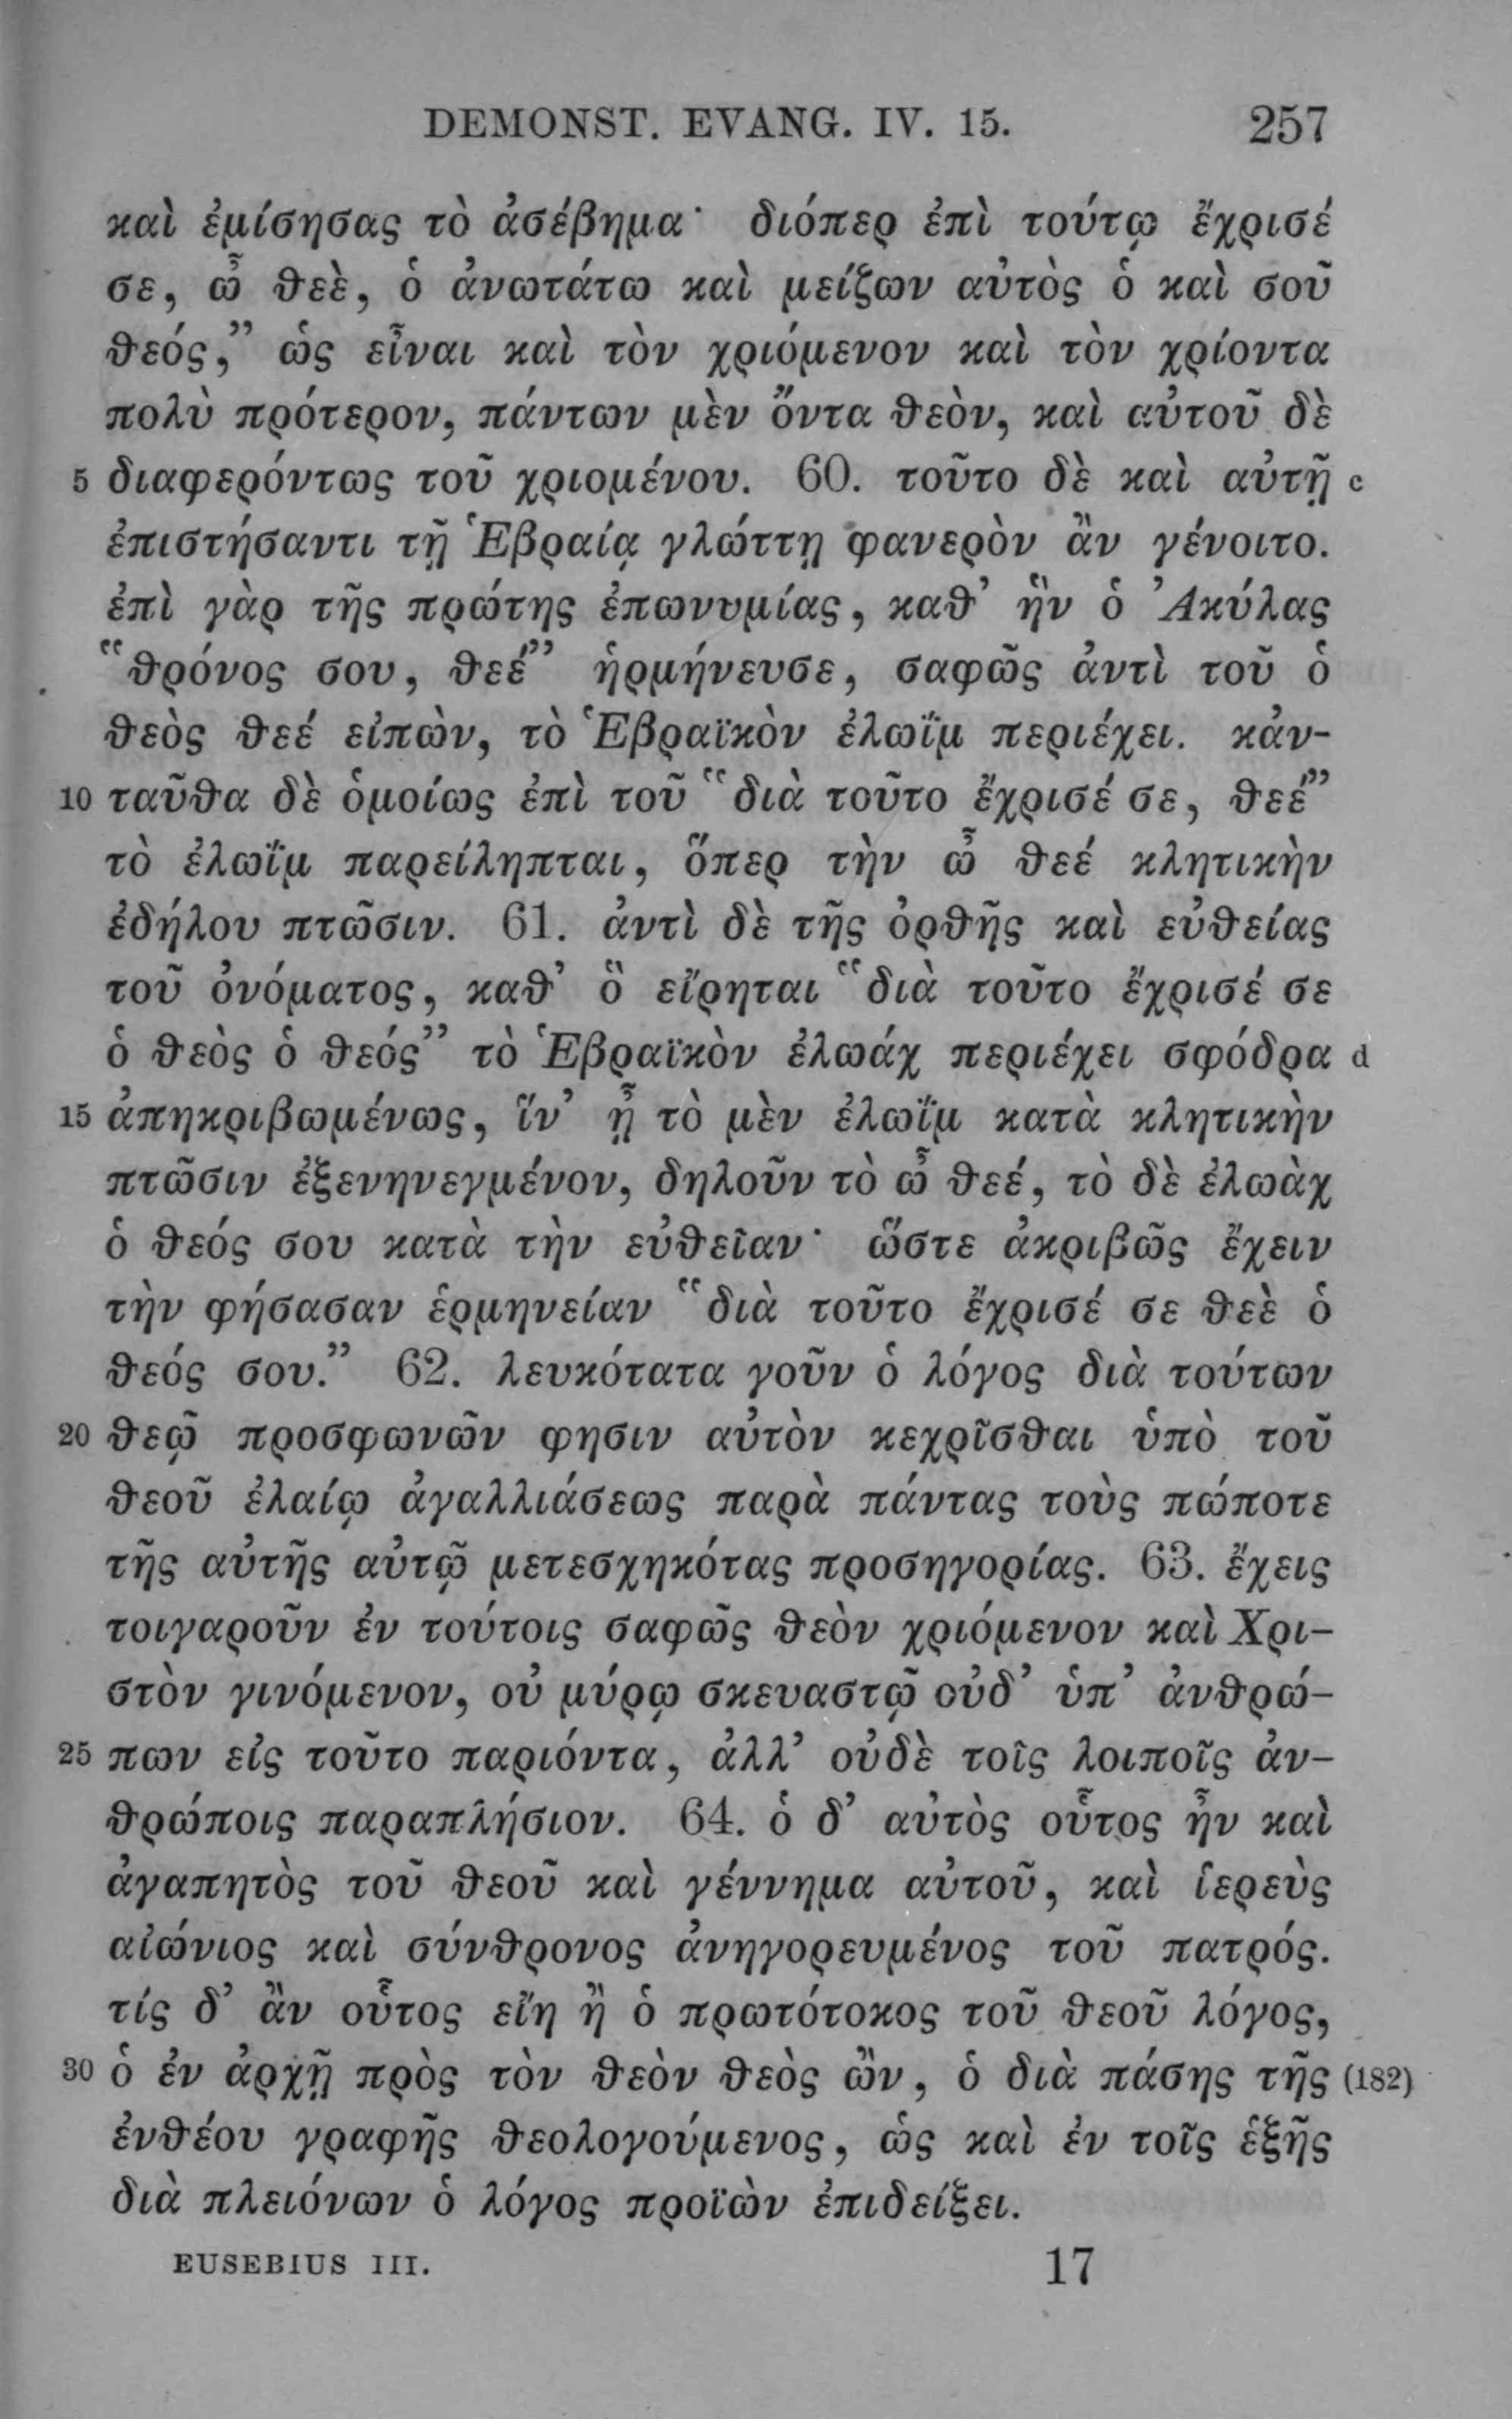 DEMONST. EVANG. IV. 15. 257
καὶ ἐμίσησας τὸ ἀσέβημα· διόπερ ἐπὶ τούτῳ ἔχρισέ
σε, ὦ θεὲ, ὁ ἀνωτάτω καὶ μείζων αὐτὸς ὁ καὶ σοῦ
θεός,” ὡς εἶναι καὶ τὸν χριόμενον καὶ τὸν χρίοντα
πολὺ πρότερον, πάντων μὲν ὄντα θεὸν, καὶ αὐτοῦ δὲ
5 διαφερόντως τοῦ χριομένου. 60. τοῦτο δὲ καὶ αὐτῇ c
ἐπιστήσαντι τῇ Ἑβραίᾳ γλώττῃ φανερὸν ἂν γένοιτο.
ἐπὶ γὰρ τῆς πρώτης ἐπωνυμίας, καθ’ ἣν ὁ Ἀκύλας
“θρόνος σου, θεέ” ἡρμήνευσε, σαφῶς ἀντὶ τοῦ ὁ
θεὸς θεέ εἰπὼν, τὸ Ἑβραϊκὸν ἐλωΐμ περιέχει. κἀν-
10 ταῦθα δὲ ὁμοίως ἐπὶ τοῦ “διὰ τοῦτο ἔχρισέ σε, θεέ”
τὸ ἐλωΐμ παρείληπται, ὅπερ τὴν ὦ θεέ κλητικὴν
ἐδήλου πτῶσιν. 61. ἀντὶ δὲ τῆς ὀρθῆς καὶ εὐθείας
τοῦ ὀνόματος, καθ’ ὃ εἴρηται “διὰ τοῦτο ἔχρισέ σε
ὁ θεὸς ὁ θεός” τὸ Ἑβραϊκὸν ἐλωάχ περιέχει σφόδρα d
15 ἀπηκριβωμένως, ἵν’ ᾖ τὸ μὲν ἐλωΐμ κατὰ κλητικὴν
πτῶσιν ἐξενηνεγμένον, δηλοῦν τὸ ὦ θεέ, τὸ δὲ ἐλωὰχ
ὁ θεός σου κατὰ τὴν εὐθεῖαν· ὥστε ἀκριβῶς ἔχειν
τὴν φήσασαν ἑρμηνείαν “διὰ τοῦτο ἔχρισέ σε θεὲ ὁ
θεός σου.” 62. λευκότατα γοῦν ὁ λόγος διὰ τούτων
20 θεῷ προσφωνῶν φησιν αὐτὸν κεχρῖσθαι ὑπὸ τοῦ
θεοῦ ἐλαίῳ ἀγαλλιάσεως παρὰ πάντας τοὺς πώποτε
τῆς αὐτῆς αὐτῷ μετεσχηκότας προσηγορίας. 63. ἔχεις
τοιγαροῦν ἐν τούτοις σαφῶς θεὸν χριόμενον καὶ Χρι-
στὸν γινόμενον, οὐ μύρῳ σκευαστῷ οὐδ’ ὑπ’ ἀνθρώ-
25 πων εἰς τοῦτο παριόντα, ἀλλ’ οὐδὲ τοῖς λοιποῖς ἀν-
θρώποις παραπλήσιον. 64. ὁ δ’ αὐτὸς οὗτος ἦν καὶ
ἀγαπητὸς τοῦ θεοῦ καὶ γέννημα αὐτοῦ, καὶ ἱερεὺς
αἰώνιος καὶ σύνθρονος ἀνηγορευμένος τοῦ πατρός.
τίς δ’ ἂν οὗτος εἴη ἢ ὁ πρωτότοκος τοῦ θεοῦ λόγος,
30 ὁ ἐν ἀρχῇ πρὸς τὸν θεὸν θεὸς ὢν, ὁ διὰ πάσης τῆς (182)
ἐνθέου γραφῆς θεολογούμενος, ὡς καὶ ἐν τοῖς ἑξῆς
διὰ πλειόνων ὁ λόγος προϊὼν ἐπιδείξει.
EUSEBIUS III. 17